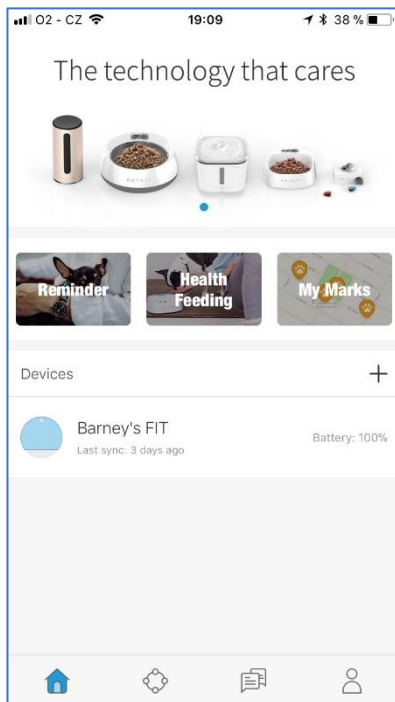 O2 - CZ 19:09 38 %
The technology that cares
PETKIT
Reminder
Health
Feeding
My Marks
Devices +
Barney's FIT
Battery: 100%
Last sync: 3 days ago